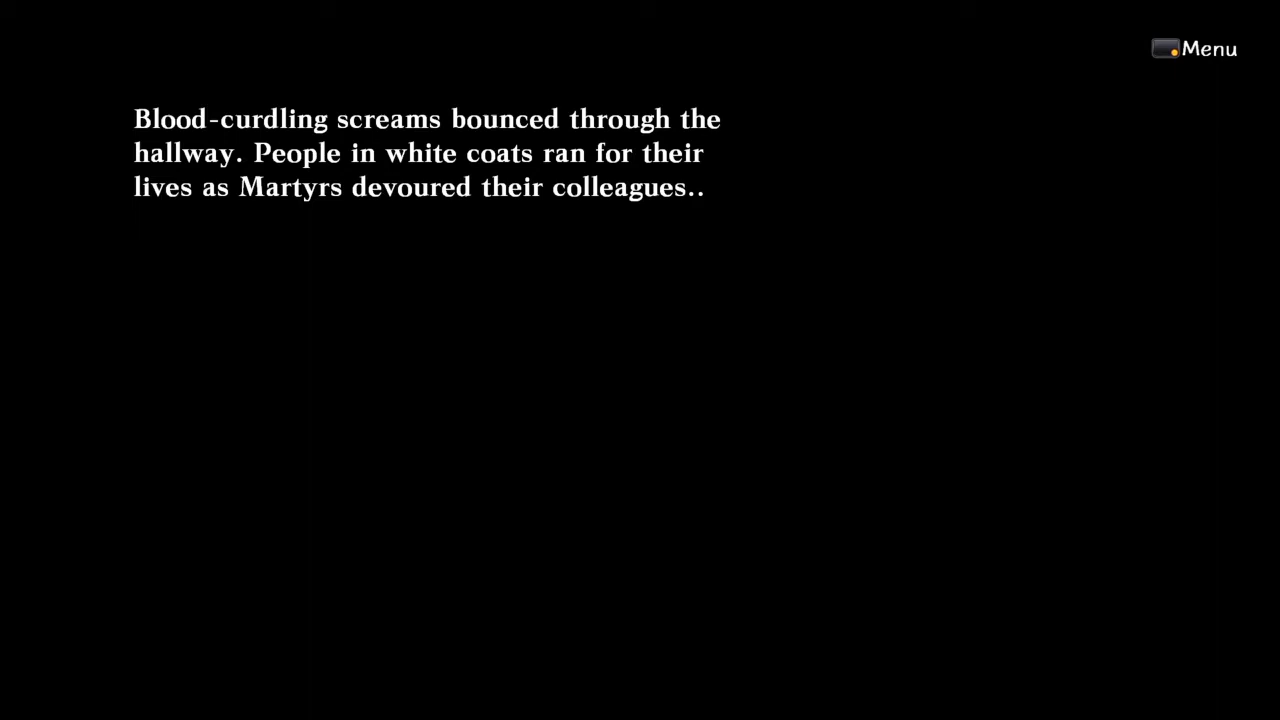 Menu
Blood-curdling screams bounced through the
hallway. People in white coats ran for their
lives as Martyrs devoured their colleagues..